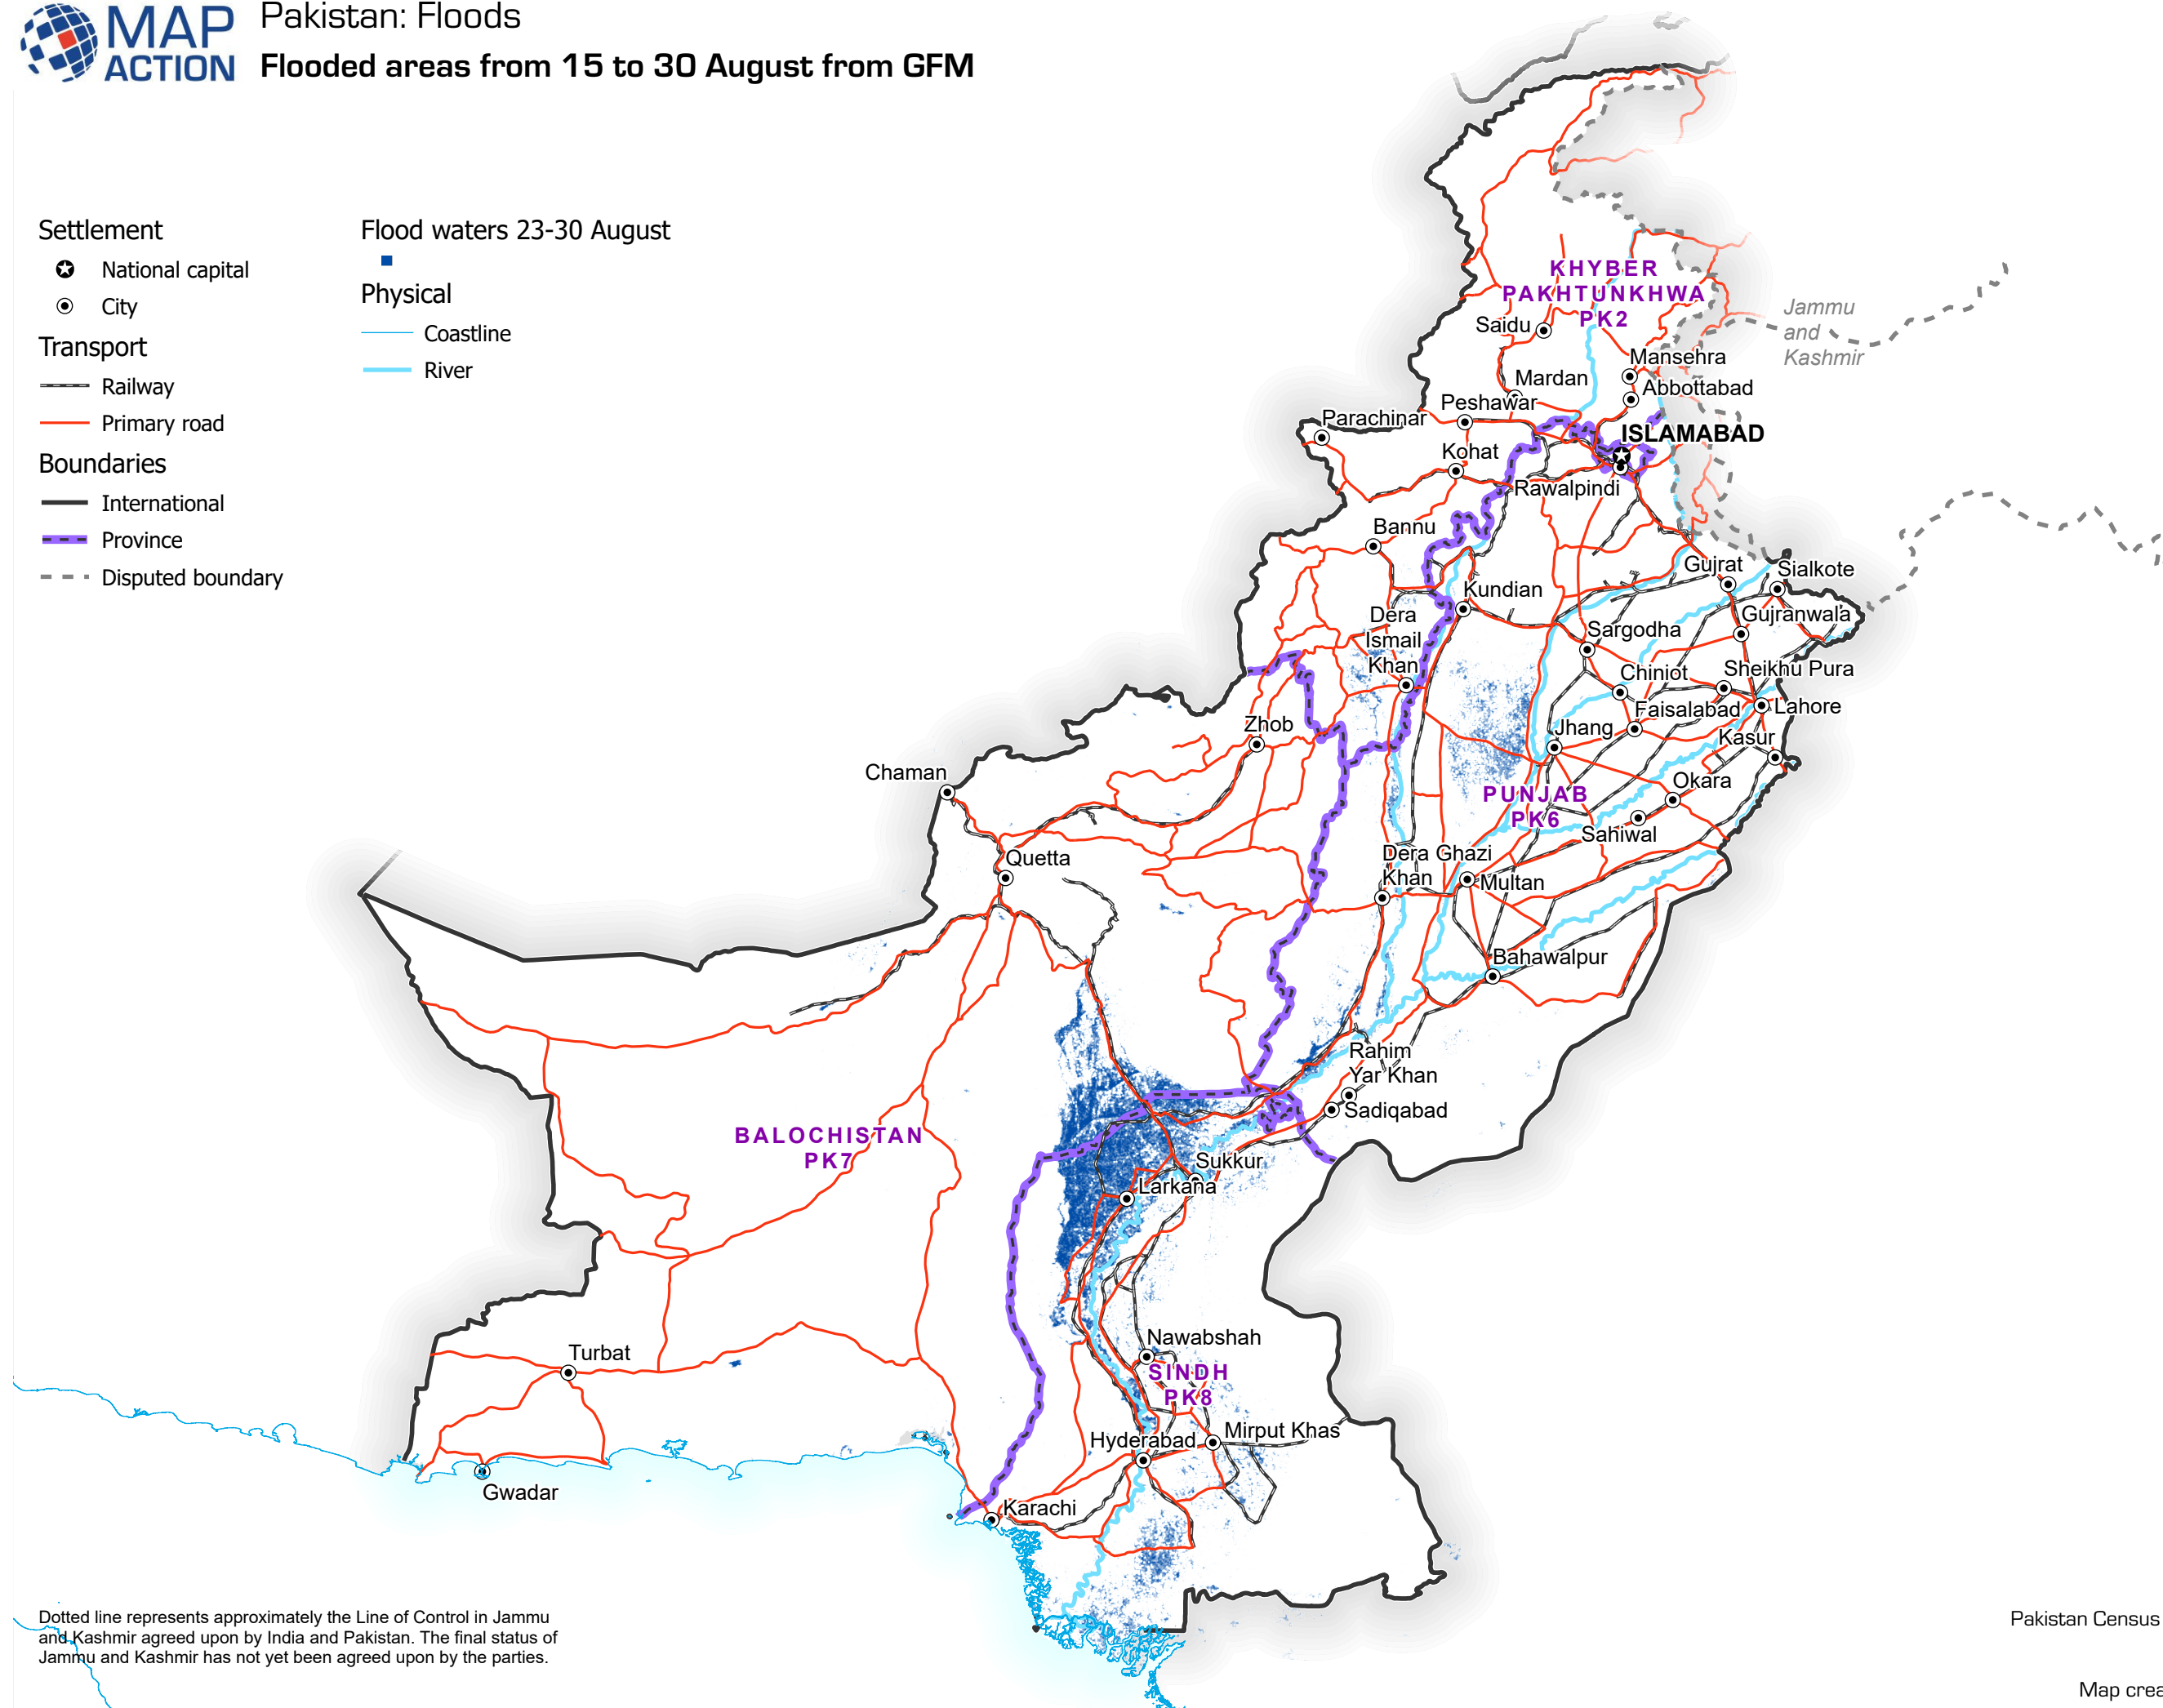 MAP
ACTION
Pakistan: Floods
Flooded areas from 15 to 30 August from GFM
Settlement
National capital
City
Transport
Railway
Primary road
Boundaries
International
Province
Disputed boundary
Flood waters 23-30 August
Physical
Coastline
River
KHYBER
PAKHTUNKHWA
PK2
Jammu
and
Kashmir
Saidu
Mansehra
Mardan
Abbottabad
Peshawar
Parachinar
ISLAMABAD
Kohat
Rawalpindi
Bannu
Gujrat
Sialkote
Kundian
Dera
Ismail
Khan
Gujranwala
Sargodha
Chiniot
Sheikhu Pura
Faisalabad
Lahore
Zhob
Jhang
Kasur
Chaman
Okara
PUNJAB
PK6
Sahiwal
Quetta
Dera Ghazi
Khan
Multan
Bahawalpur
Rahim
Yar Khan
Sadiqabad
BALOCHISTAN
PK7
Sukkur
Larkana
Nawabshah
Turbat
SINDH
PK8
Mirput Khas
Hyderabad
Gwadar
Karachi
Dotted line represents approximately the Line of Control in Jammu
and Kashmir agreed upon by India and Pakistan. The final status of
Jammu and Kashmir has not yet been agreed upon by the parties.
Pakistan Census
Map crea